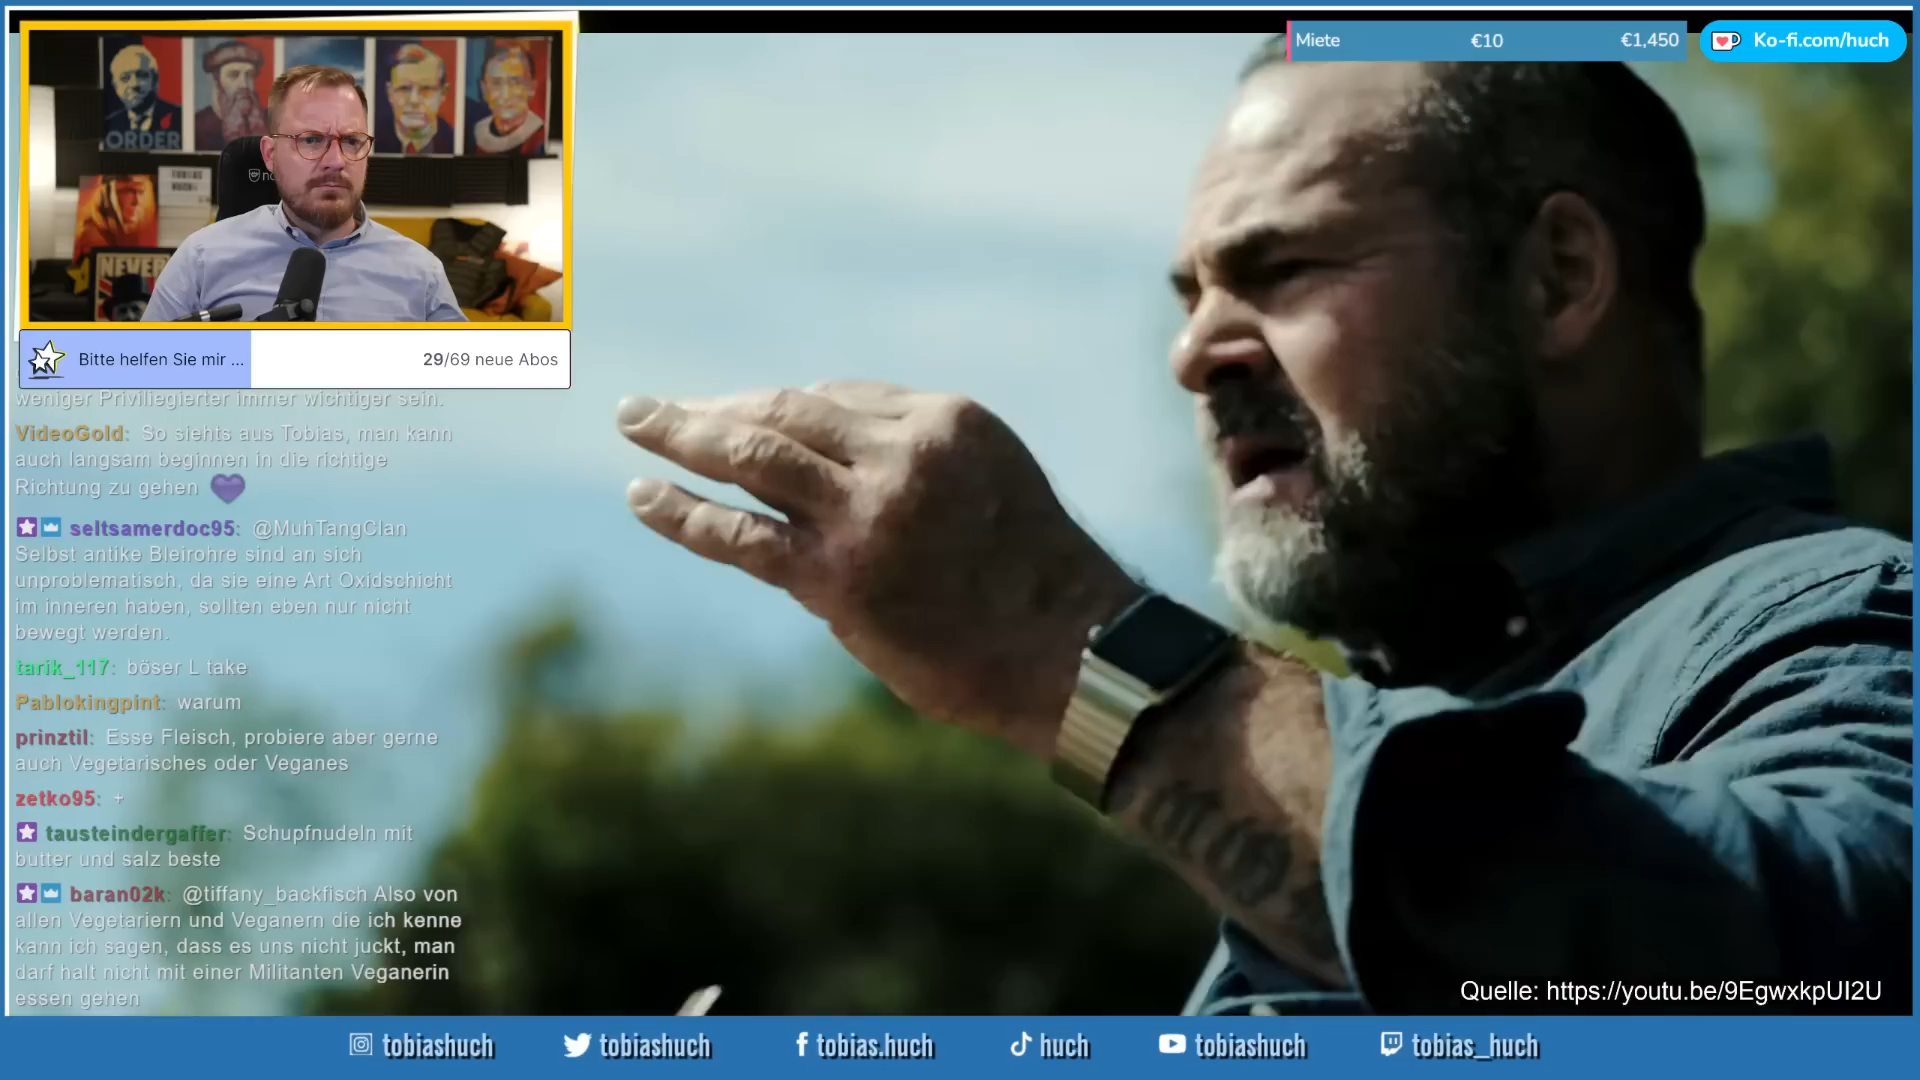 Miete €10 €1,450
Ko-fi.com/huch
ORDER
NEVER
Bitte helfen Sie mir ... 29/69 neue Abos
weniger Priviliegierter immer wichtiger sein.
VideoGold: So siehts aus Tobias, man kann
auch langsam beginnen in die richtige
Richtung zu gehen
seltsamerdoc95: @MuhTangClan
Selbst antike Bleirohre sind an sich
unproblematisch, da sie eine Art Oxidschicht
im inneren haben, sollten eben nur nicht
bewegt werden.
tarik_117: böser L take
Pablokingpint: warum
prinztil: Esse Fleisch, probiere aber gerne
auch Vegetarisches oder Veganes
zetko95: +
tausteindergaffer: Schupfnudeln mit
butter und salz beste
baran02k: @tiffany_backfisch Also von
allen Vegetariern und Veganern die ich kenne
kann ich sagen, dass es uns nicht juckt, man
darf halt nicht mit einer Militanten Veganerin
essen gehen
Quelle: https://youtu.be/9EgwxkpUI2U
tobiashuch tobiashuch tobias.huch huch tobiashuch tobias_huch